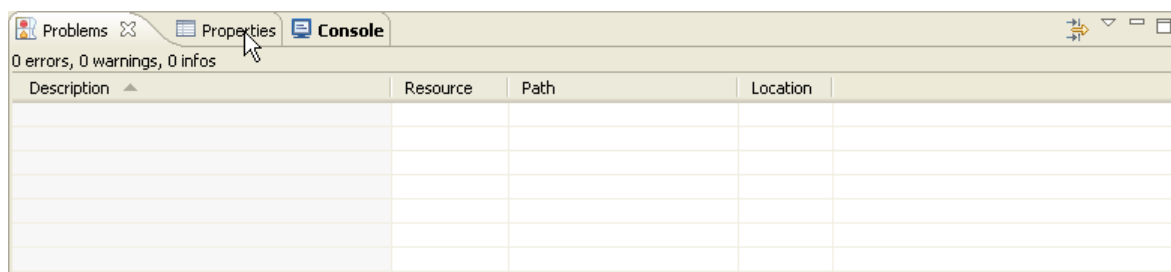 Problems Properties Console
0 errors, 0 warnings, 0 infos
Description Resource Path Location